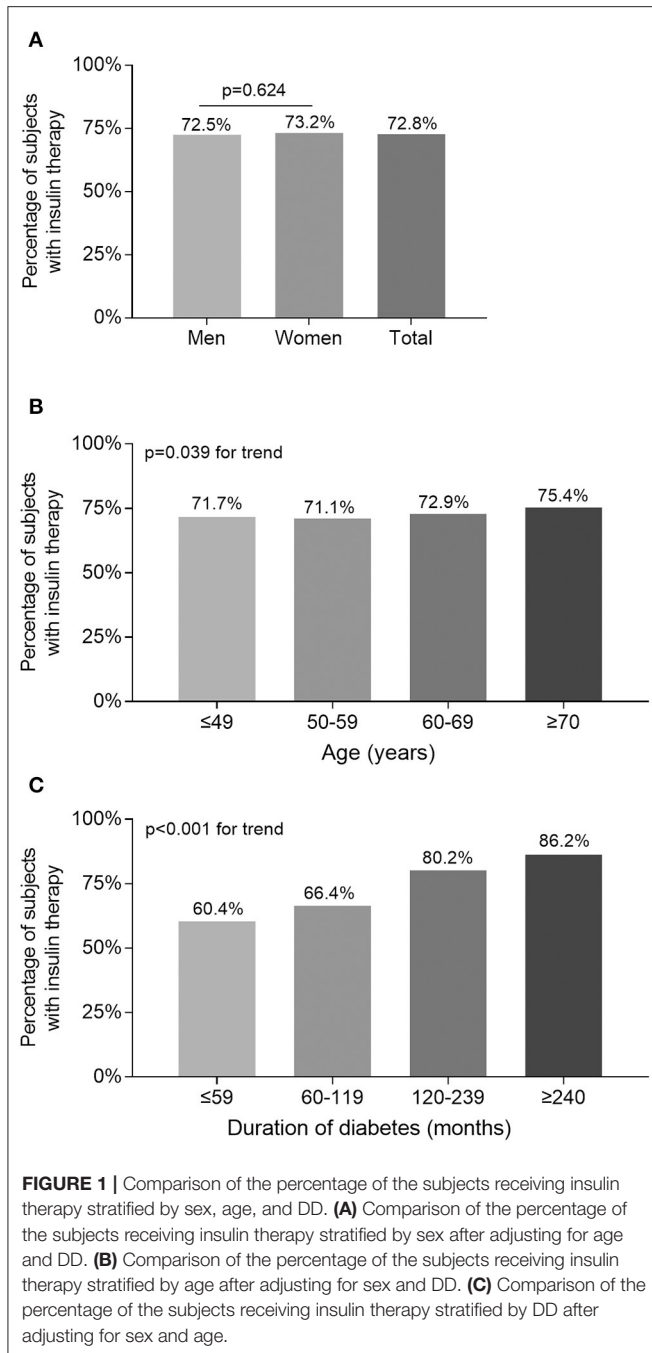 A
Percentage of subjects
with insulin therapy
100%
75%
50%
25%
0%
p=0.624
72.5%
73.2%
72.8%
Men
Women
Total
B
Percentage of subjects
with insulin therapy
100%
75%
50%
25%
0%
p=0.039 for trend
71.7%
71.1%
72.9%
75.4%
≤49
50-59
60-69
≥70
Age (years)
C
Percentage of subjects
with insulin therapy
100%
75%
50%
25%
0%
p<0.001 for trend
60.4%
66.4%
80.2%
86.2%
≤59
60-119
120-239
≥240
Duration of diabetes (months)
FIGURE 1 | Comparison of the percentage of the subjects receiving insulin
therapy stratified by sex, age, and DD. (A) Comparison of the percentage of
the subjects receiving insulin therapy stratified by sex after adjusting for age
and DD. (B) Comparison of the percentage of the subjects receiving insulin
therapy stratified by age after adjusting for sex and DD. (C) Comparison of the
percentage of the subjects receiving insulin therapy stratified by DD after
adjusting for sex and age.